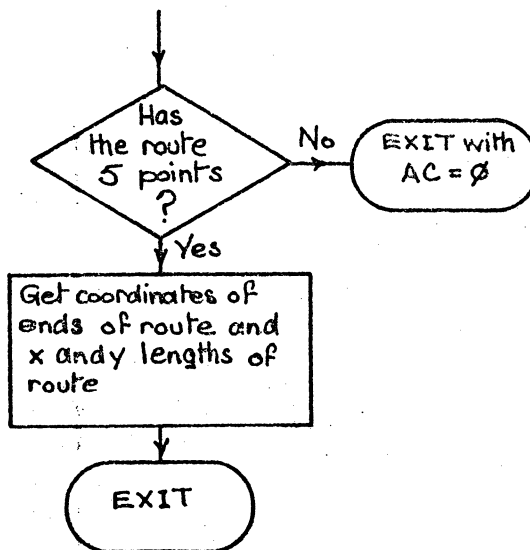 Has
the route
5 points
?
No
EXIT with
AC = Ø
Yes
Get coordinates of
ends of route and
x and y lengths of
route
EXIT